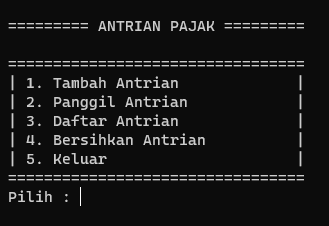 ========= ANTRIAN PAJAK =========
=================================
| 1. Tambah Antrian             |
| 2. Panggil Antrian            |
| 3. Daftar Antrian             |
| 4. Bersihkan Antrian          |
| 5. Keluar                     |
=================================
Pilih :